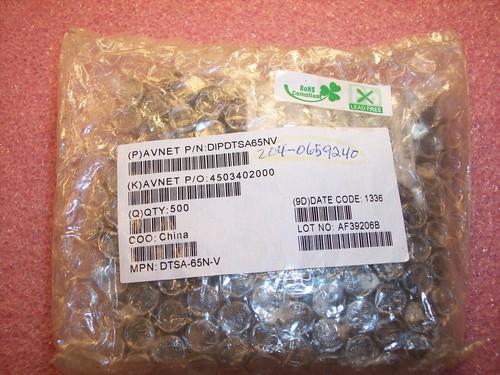 RoHS
Compliant
LEAD FREE
(P)AVNET P/N:DIPDTSA65NV
204-0659240
(K)AVNET P/O:4503402000
(Q)QTY:500
(9D)DATE CODE: 1336
COO: China
LOT NO: AF39206B
MPN: DTSA-65N-V